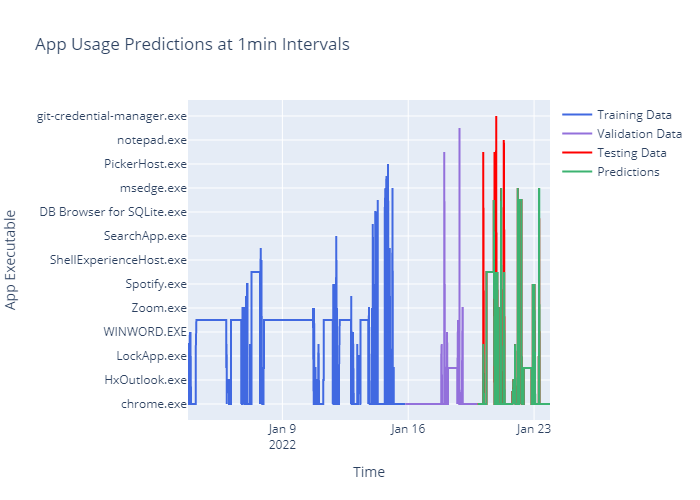 App Usage Predictions at 1min Intervals
git-credential-manager.exe
notepad.exe
PickerHost.exe
msedge.exe
DB Browser for SQLite.exe
SearchApp.exe
ShellExperienceHost.exe
Spotify.exe
Zoom.exe
WINWORD.EXE
LockApp.exe
HxOutlook.exe
chrome.exe
App Executable
Jan 9
2022
Jan 16
Jan 23
Time
Training Data
Validation Data
Testing Data
Predictions